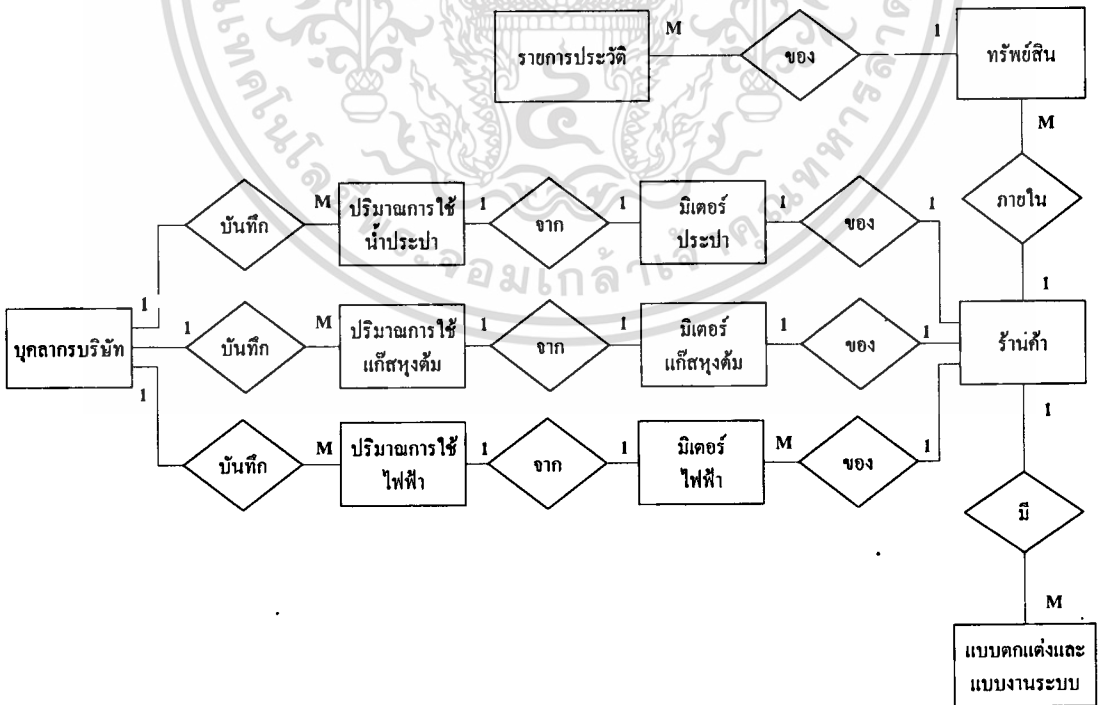 รายการประวัติ
M
ของ
1
ทรัพย์สิน
M
ภายใน
1
บันทึก
M
ปริมาณการใช้
น้ำประปา
1
จาก
1
มิเตอร์
ประปา
1
ของ
1
บุคลากรบริษัท
1
1
1
บันทึก
M
ปริมาณการใช้
แก๊สหุงต้ม
1
จาก
1
มิเตอร์
แก๊สหุงต้ม
1
ของ
1
ร้านค้า
บันทึก
M
ปริมาณการใช้
ไฟฟ้า
1
จาก
1
มิเตอร์
ไฟฟ้า
M
ของ
1
1
มี
M
แบบตกแต่งและ
แบบงานระบบ